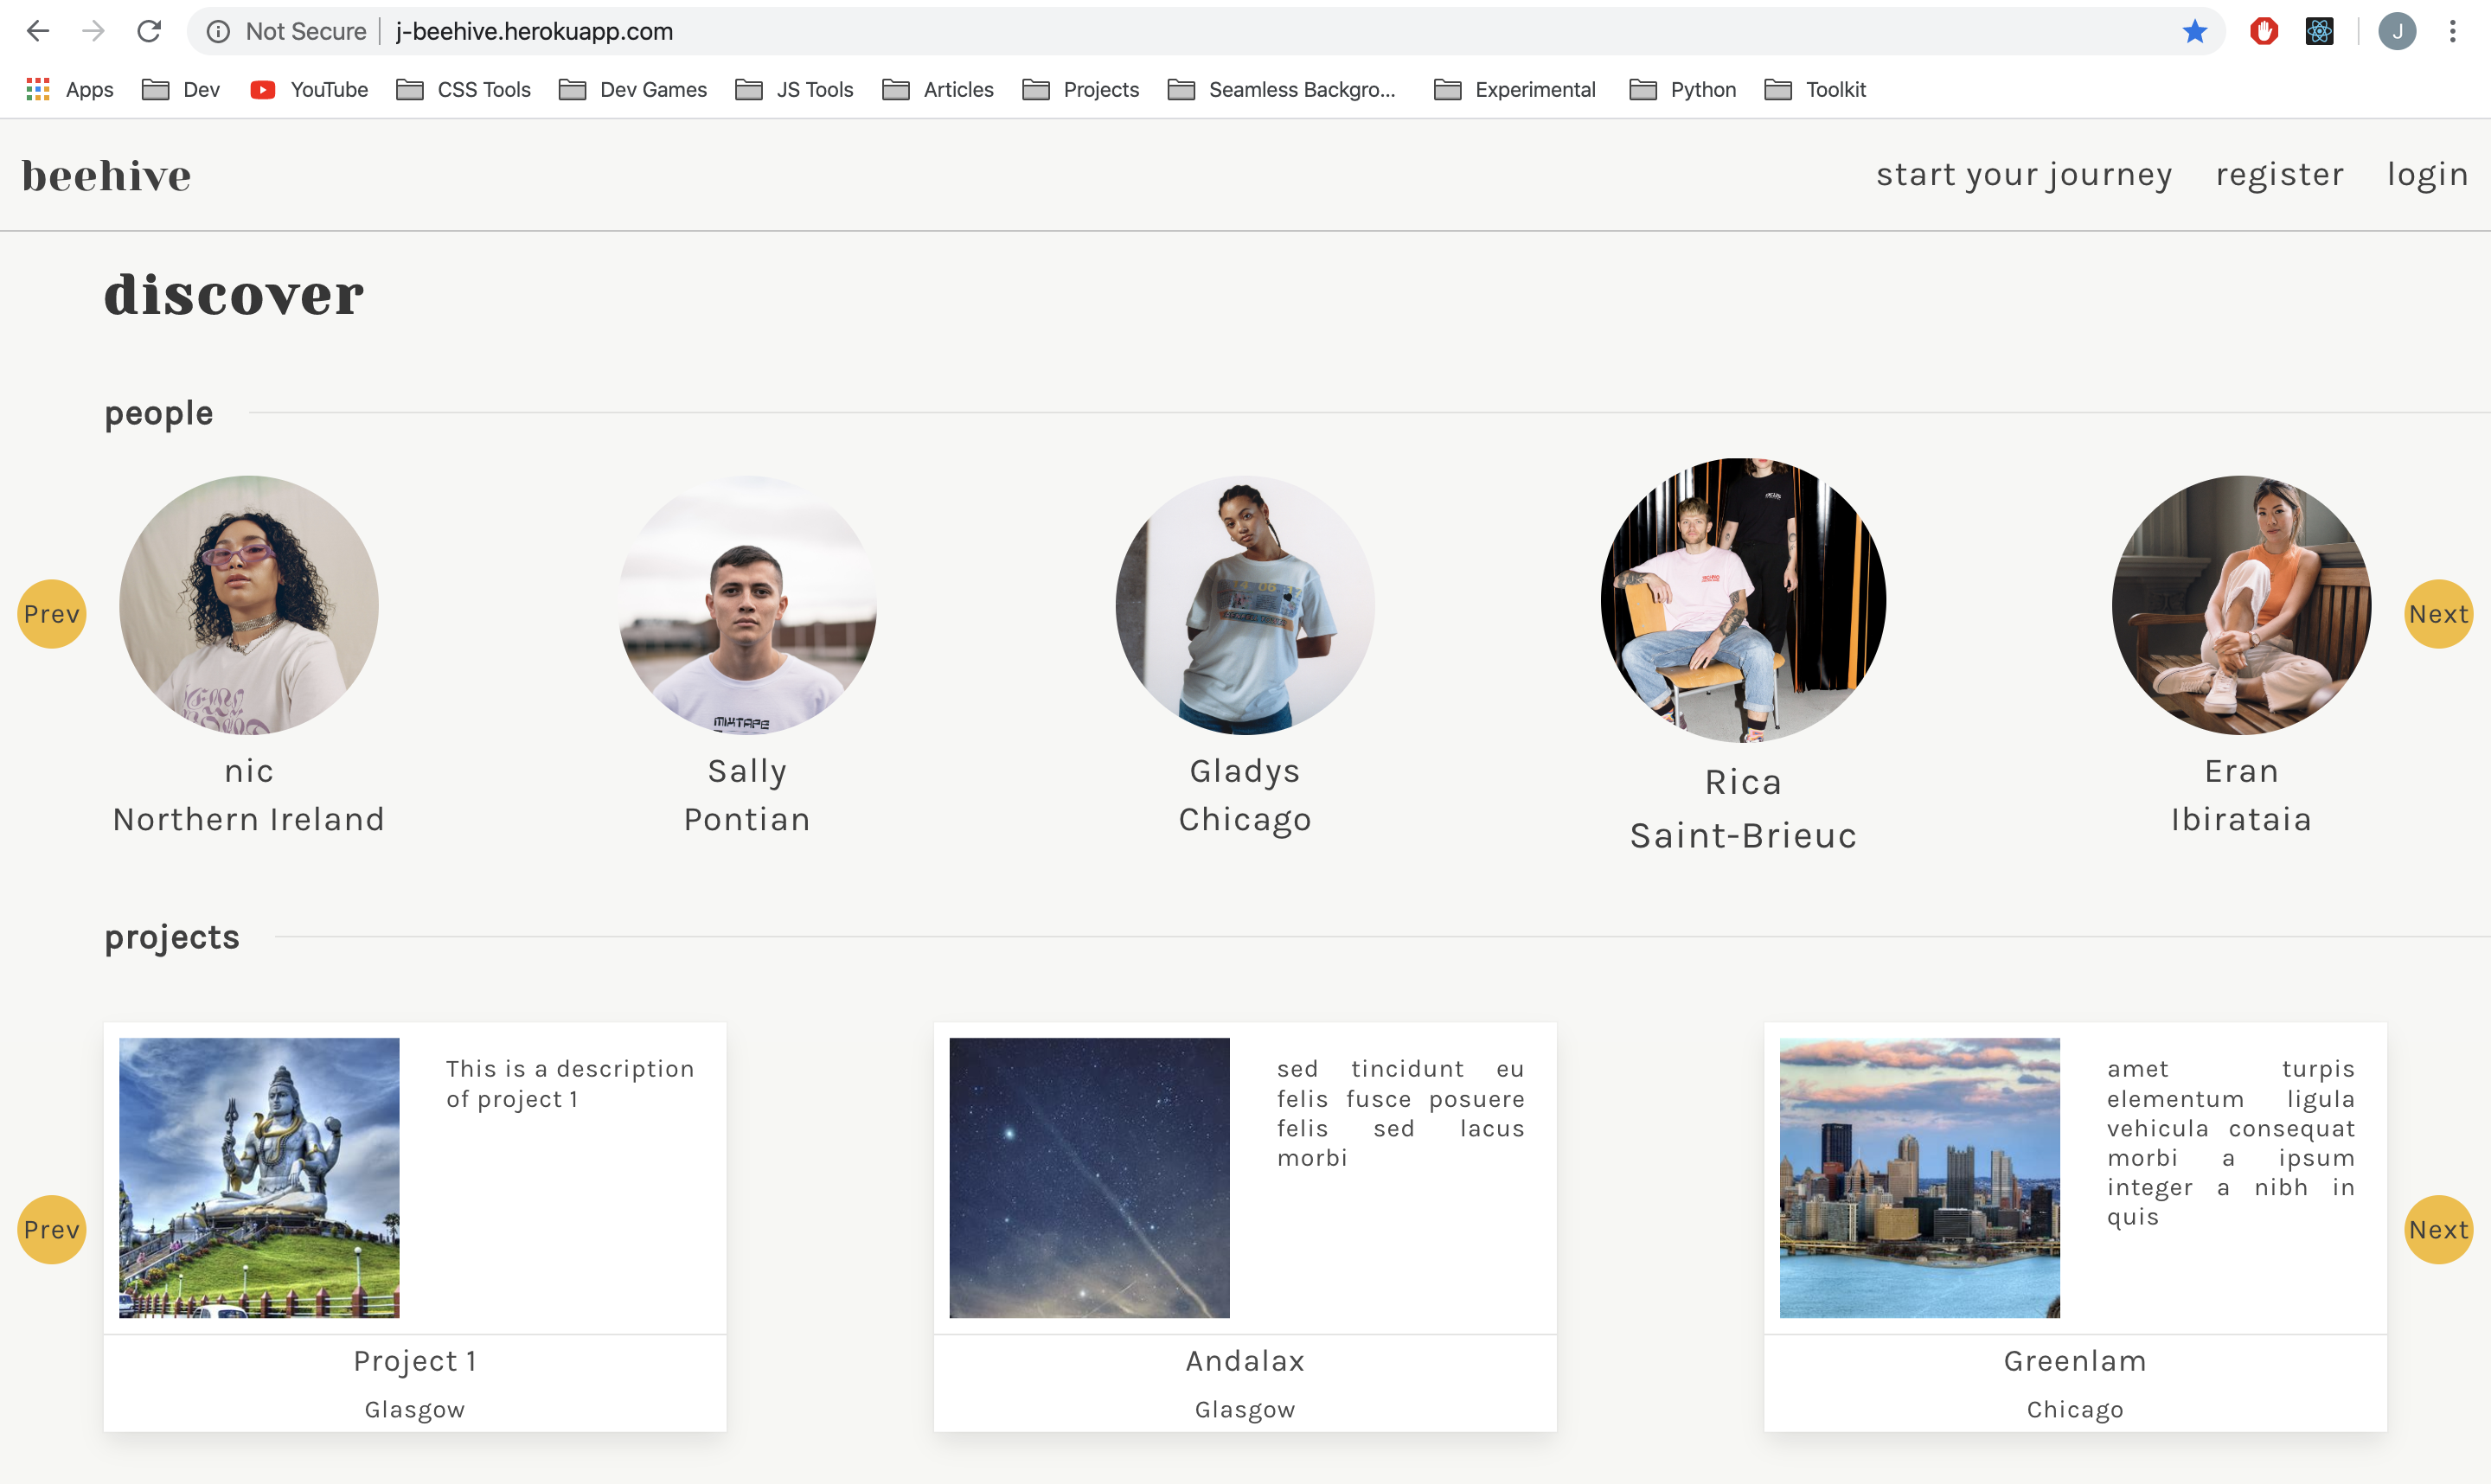 Not Secure j-beehive.herokuapp.com J
Apps Dev YouTube CSS Tools Dev Games JS Tools Articles Projects Seamless Backgro... Experimental Python Toolkit
beehive start your journey register login
discover
people
Prev
Next
MIXTAPE
nic
Northern Ireland
Sally
Pontian
Gladys
Chicago
Rica
Saint-Brieuc
Eran
Ibirataia
projects
Prev
This is a description
of project 1
Project 1
Glasgow
sed tincidunt eu
felis fusce posuere
felis sed lacus
morbi
Andalax
Glasgow
amet turpis
elementum ligula
vehicula consequat
morbi a ipsum
integer a nibh in
quis
Greenlam
Chicago
Next